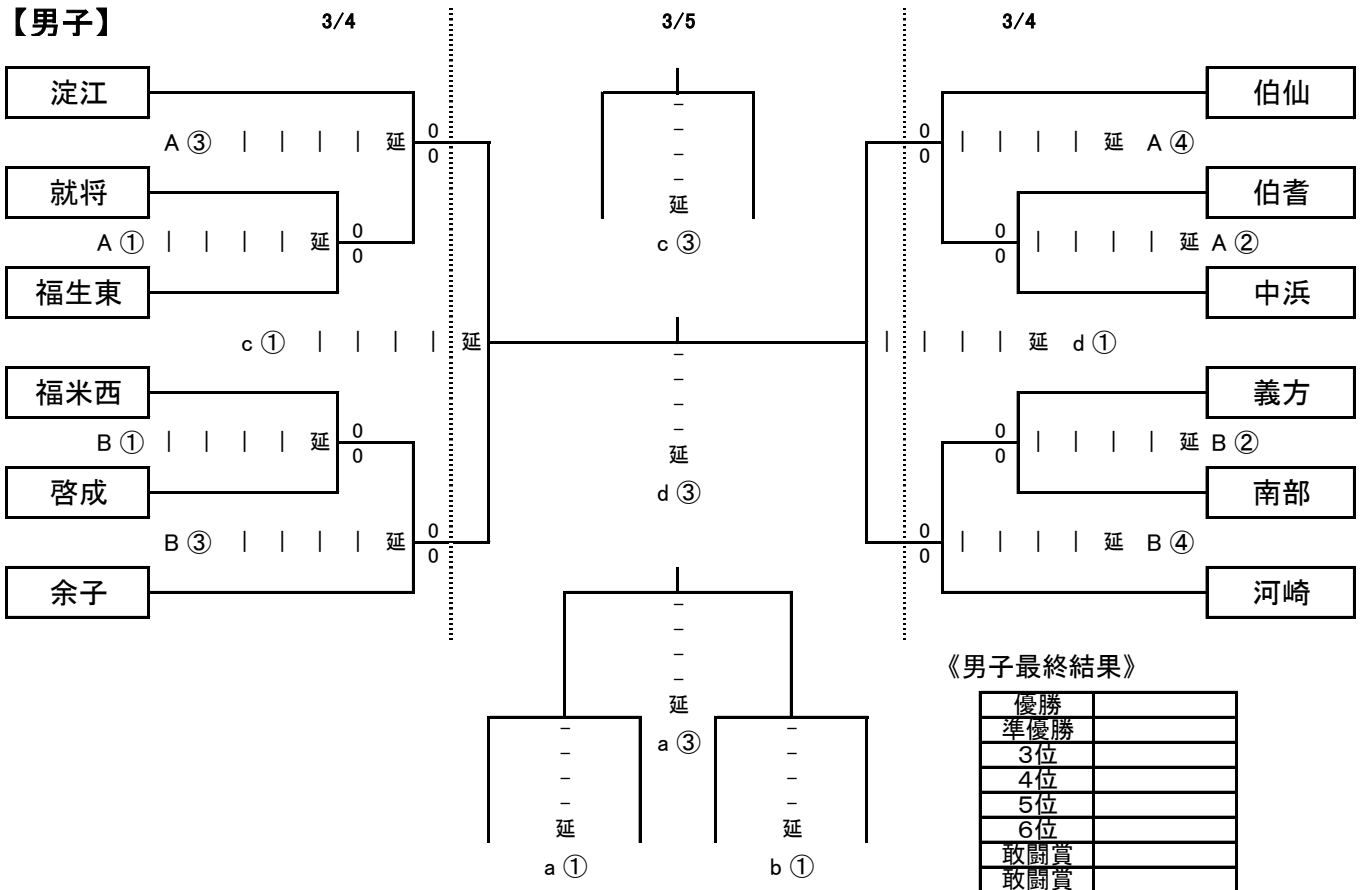 【男子】 3/4 3/5 3/4
淀江 伯仙
A ③ | | | | 延 0 0 - - - - 延 0 0 | | | | 延 A ④
就将 伯耆
A ① | | | | 延 0 0 c ③ 0 0 | | | | 延 A ②
福生東 中浜
c ① | | | | 延 | | | | 延 d ①
福米西 - - - - 延 義方
B ① | | | | 延 0 0 0 0 | | | | 延 B ②
啓成 d ③ 南部
B ③ | | | | 延 0 0 0 0 | | | | 延 B ④
余子 河崎
- - - - 延
a ③
- - - - 延 - - - - 延
a ① b ①
《男子最終結果》
優勝
準優勝
3位
4位
5位
6位
敢闘賞
敢闘賞